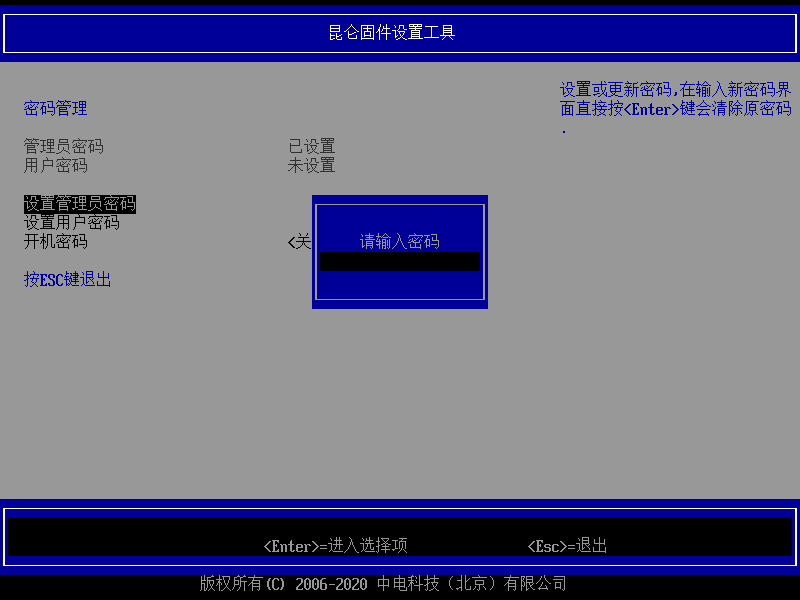 昆仑固件设置工具
密码管理
设置或更新密码,在输入新密码界
面直接按<Enter>键会清除原密码
.
管理员密码 已设置
用户密码 未设置
设置管理员密码
设置用户密码
开机密码 <关
请输入密码
按ESC键退出
<Enter>=进入选择项 <Esc>=退出
版权所有(C) 2006-2020 中电科技（北京）有限公司